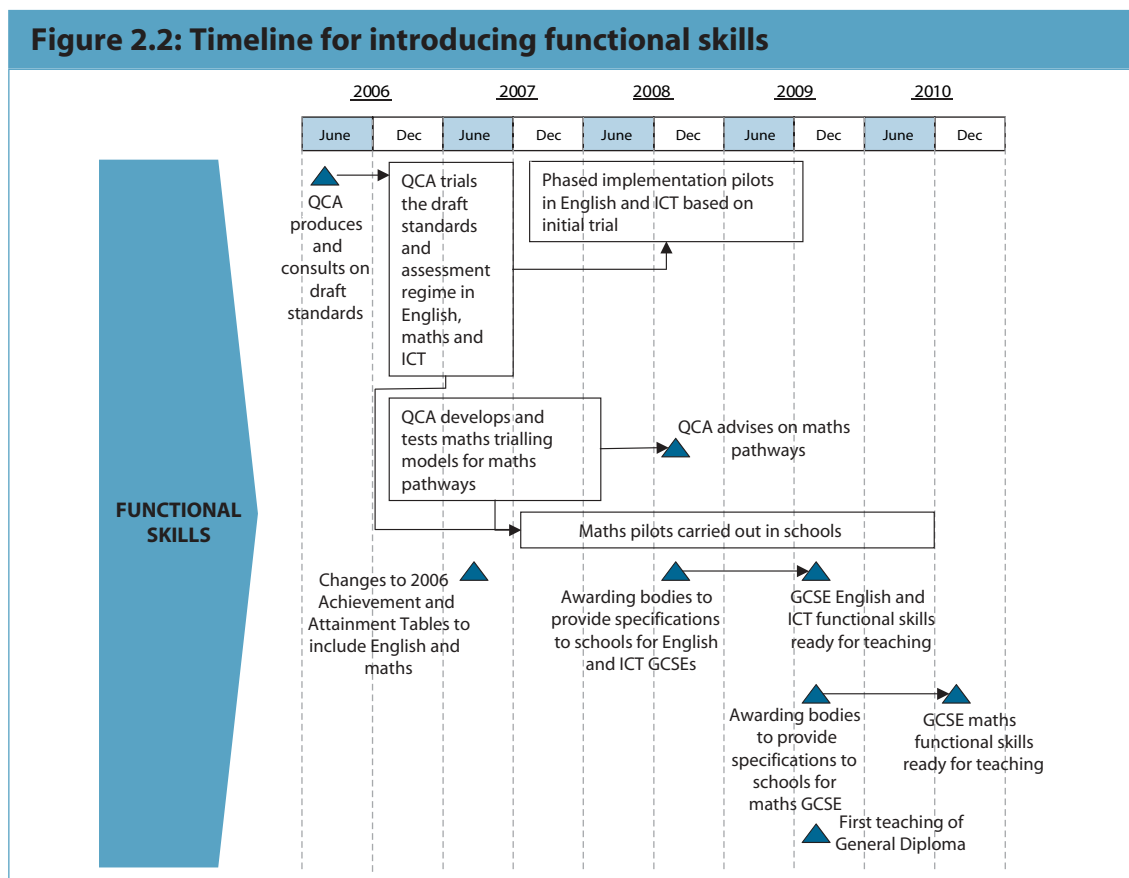 Figure 2.2: Timeline for introducing functional skills
2006 2007 2008 2009 2010
June Dec June Dec June Dec June Dec June Dec
QCA
produces and
consults on
draft
standards
QCA trials
the draft
standards
and
assessment
regime in
English,
maths and
ICT
Phased implementation pilots
in English and ICT based on
initial trial
QCA develops and
tests maths trialling
models for maths
pathways
QCA advises on maths
pathways
FUNCTIONAL
SKILLS
Maths pilots carried out in schools
Changes to 2006
Achievement and
Attainment Tables to
include English and
maths
Awarding bodies to
provide specifications
to schools for English
and ICT GCSEs
GCSE English and
ICT functional skills
ready for teaching
Awarding bodies
to provide
specifications to
schools for
maths GCSE
GCSE maths
functional skills
ready for teaching
First teaching of
General Diploma